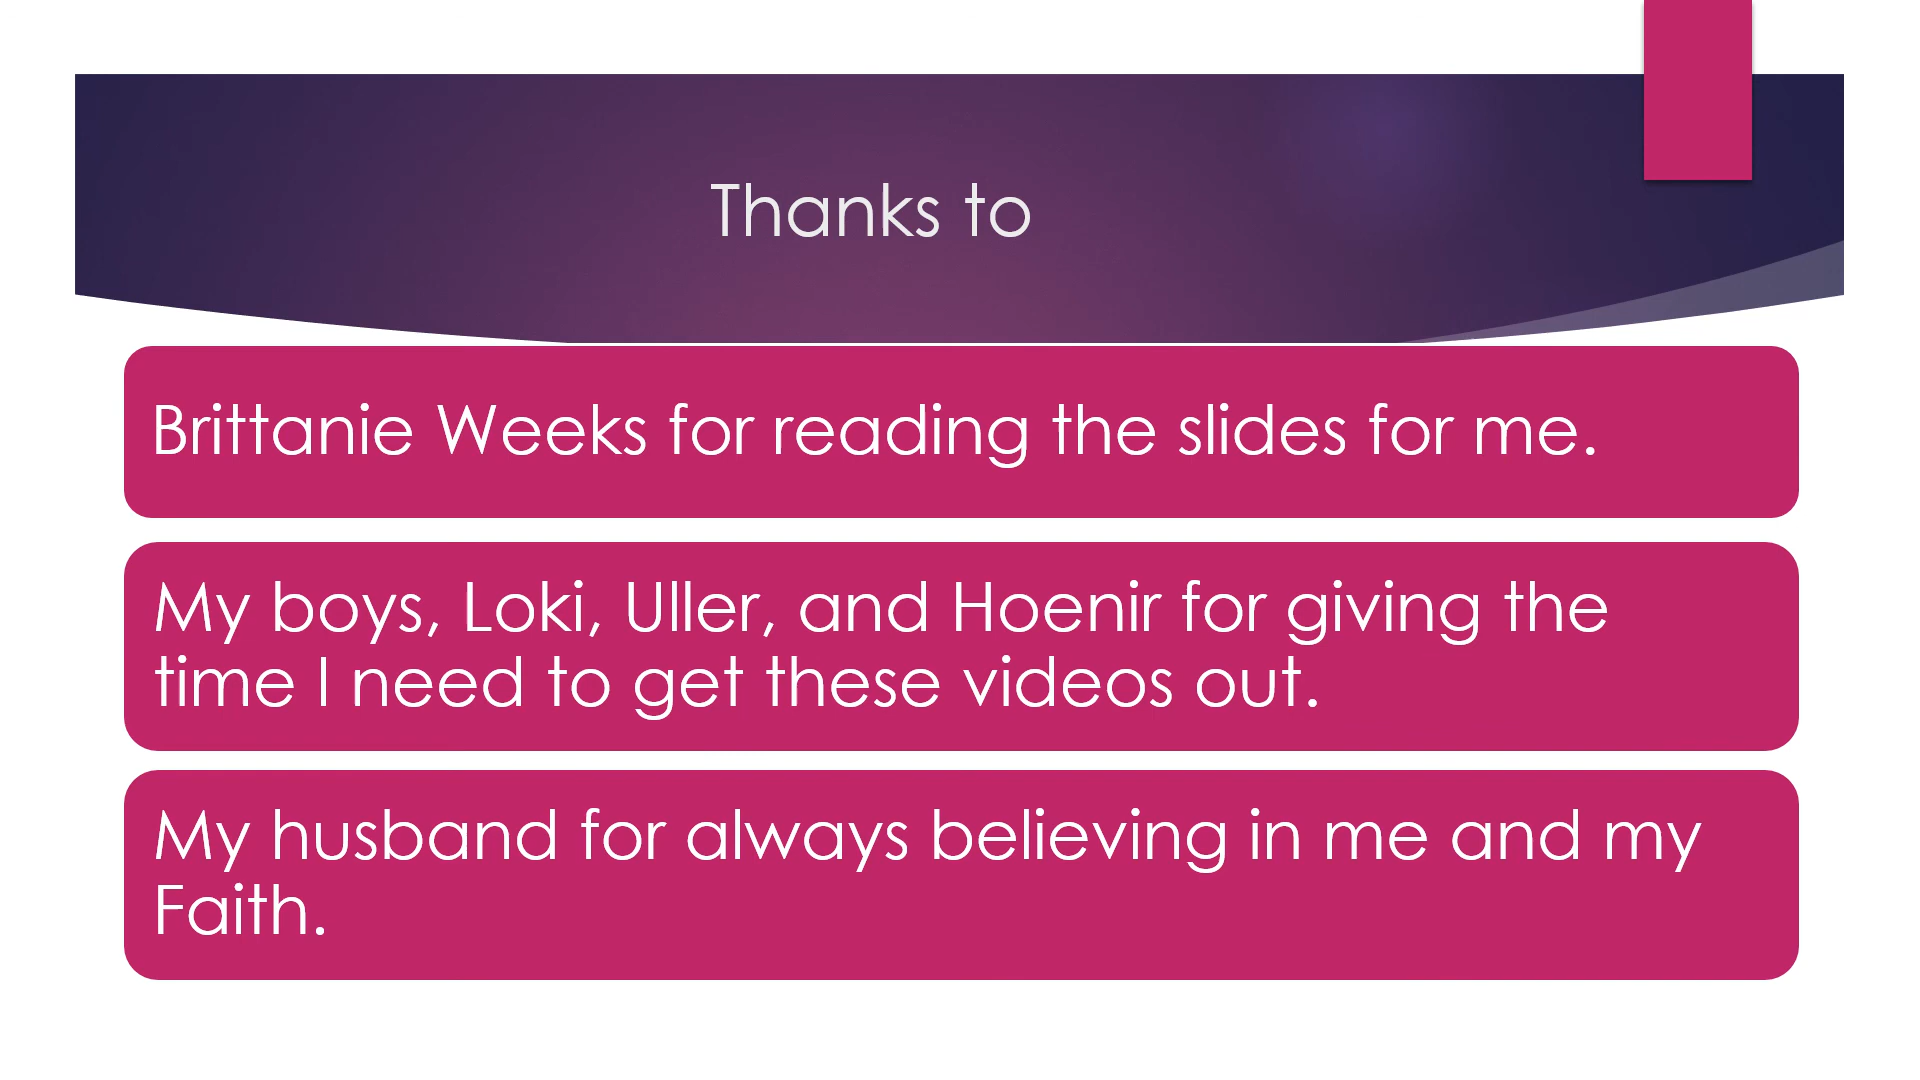 Thanks to
Brittanie Weeks for reading the slides for me.
My boys, Loki, Uller, and Hoenir for giving the
time I need to get these videos out.
My husband for always believing in me and my
Faith.